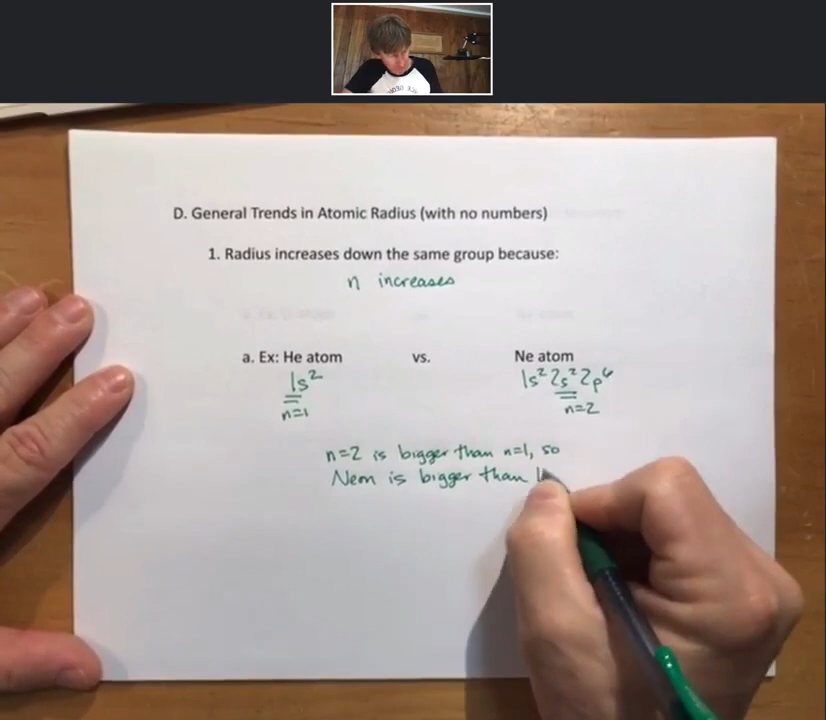 D. General Trends in Atomic Radius (with no numbers)
1. Radius increases down the same group because:
n increases
a. Ex: He atom vs. Ne atom
1s² 1s²2s²2p⁶
n=1 n=2
n=2 is bigger than n=1, so
Neon is bigger than